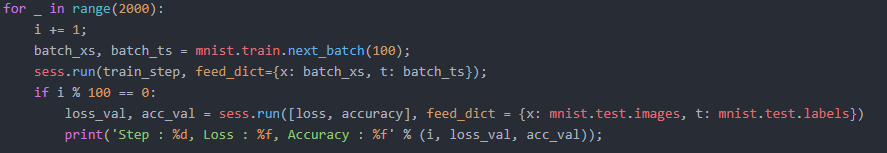 for _ in range(2000):
    i += 1;
    batch_xs, batch_ts = mnist.train.next_batch(100);
    sess.run(train_step, feed_dict={x: batch_xs, t: batch_ts});
    if i % 100 == 0:
        loss_val, acc_val = sess.run([loss, accuracy], feed_dict = {x: mnist.test.images, t: mnist.test.labels})
        print('Step : %d, Loss : %f, Accuracy : %f' % (i, loss_val, acc_val));